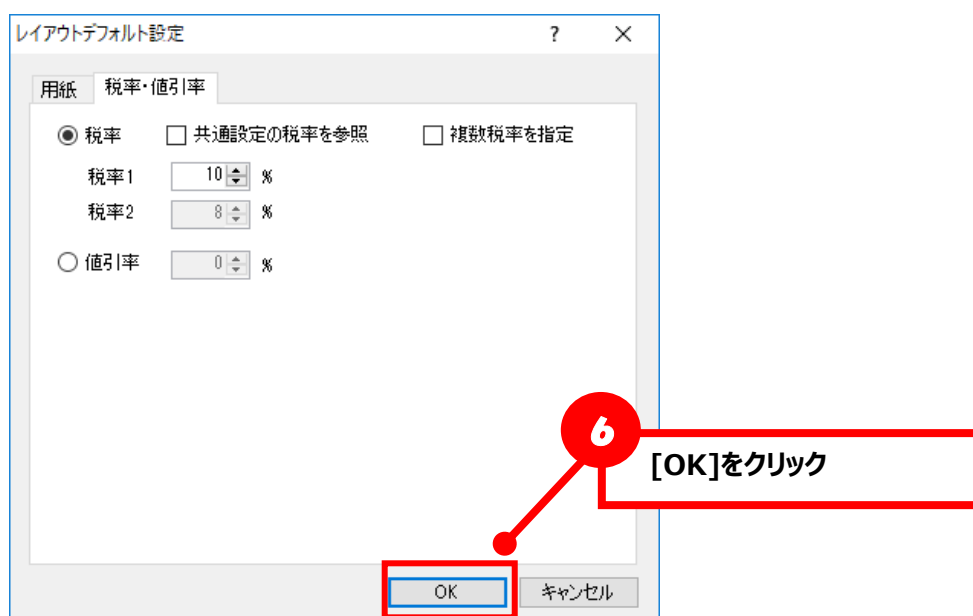 レイアウトデフォルト設定 ? ×
用紙 税率・値引率
税率 共通設定の税率を参照 複数税率を指定
税率1 10 %
税率2 8 %
値引率 0 %
6
[OK]をクリック
OK キャンセル